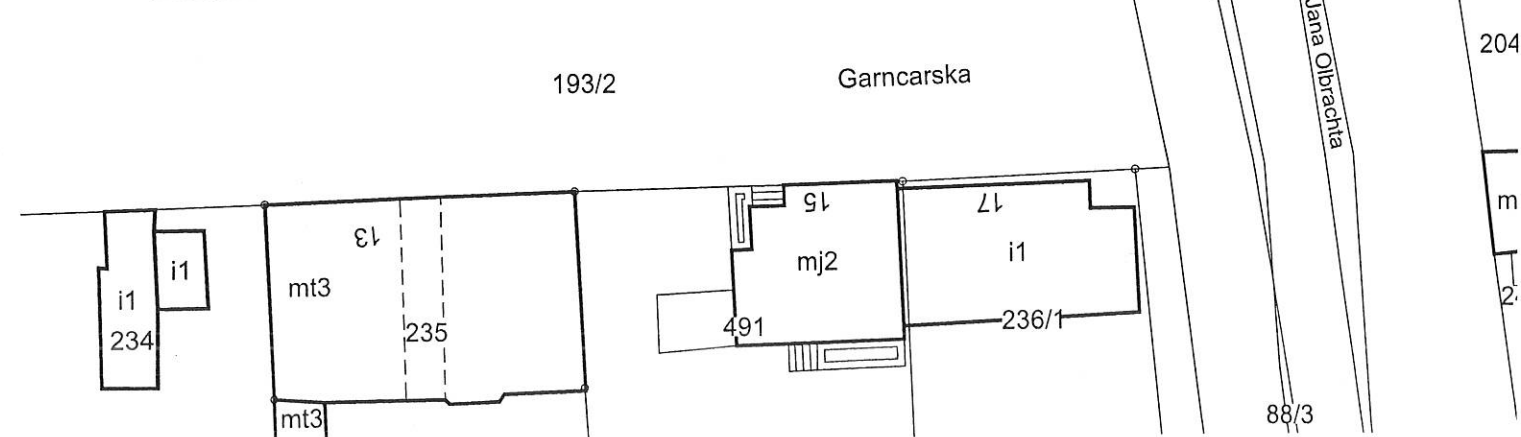 193/2
Garncarska
Jana Olbrachta
204
13
15
17
i1
i1
mt3
mj2
i1
m
234
235
491
236/1
mt3
88/3